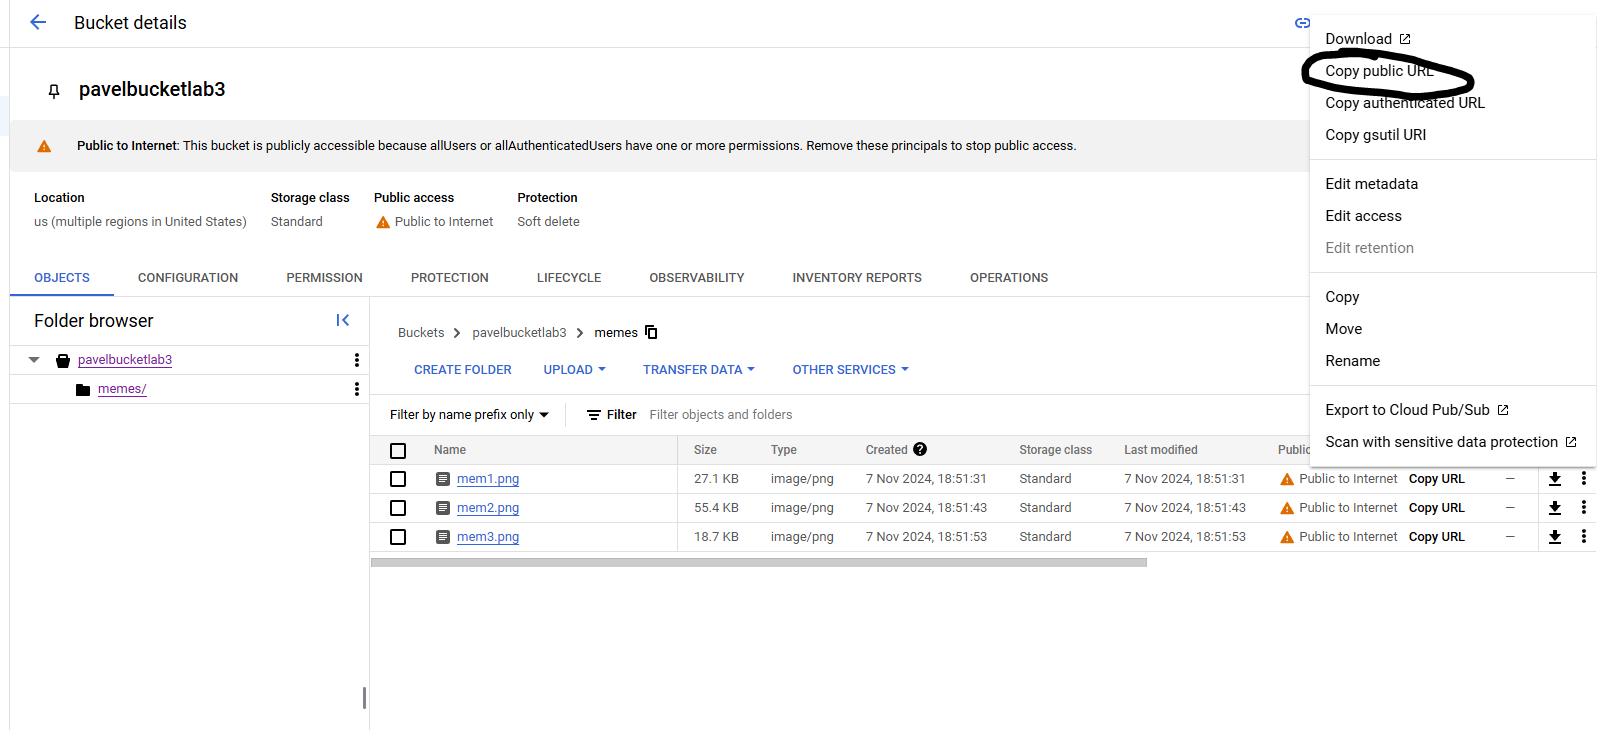 Bucket details
Download
Copy public URL
Copy authenticated URL
Copy gsutil URI
Edit metadata
Edit access
Edit retention
Copy
Move
Rename
Export to Cloud Pub/Sub
Scan with sensitive data protection
pavelbucketlab3
Public to Internet: This bucket is publicly accessible because allUsers or allAuthenticatedUsers have one or more permissions. Remove these principals to stop public access.
Location Storage class Public access Protection
us (multiple regions in United States) Standard Public to Internet Soft delete
OBJECTS CONFIGURATION PERMISSION PROTECTION LIFECYCLE OBSERVABILITY INVENTORY REPORTS OPERATIONS
Folder browser
pavelbucketlab3
memes/
Buckets pavelbucketlab3 memes
CREATE FOLDER UPLOAD TRANSFER DATA OTHER SERVICES
Filter by name prefix only Filter Filter objects and folders
Name Size Type Created Storage class Last modified Public
mem1.png 27.1 KB image/png 7 Nov 2024, 18:51:31 Standard 7 Nov 2024, 18:51:31 Public to Internet Copy URL —
mem2.png 55.4 KB image/png 7 Nov 2024, 18:51:43 Standard 7 Nov 2024, 18:51:43 Public to Internet Copy URL —
mem3.png 18.7 KB image/png 7 Nov 2024, 18:51:53 Standard 7 Nov 2024, 18:51:53 Public to Internet Copy URL —